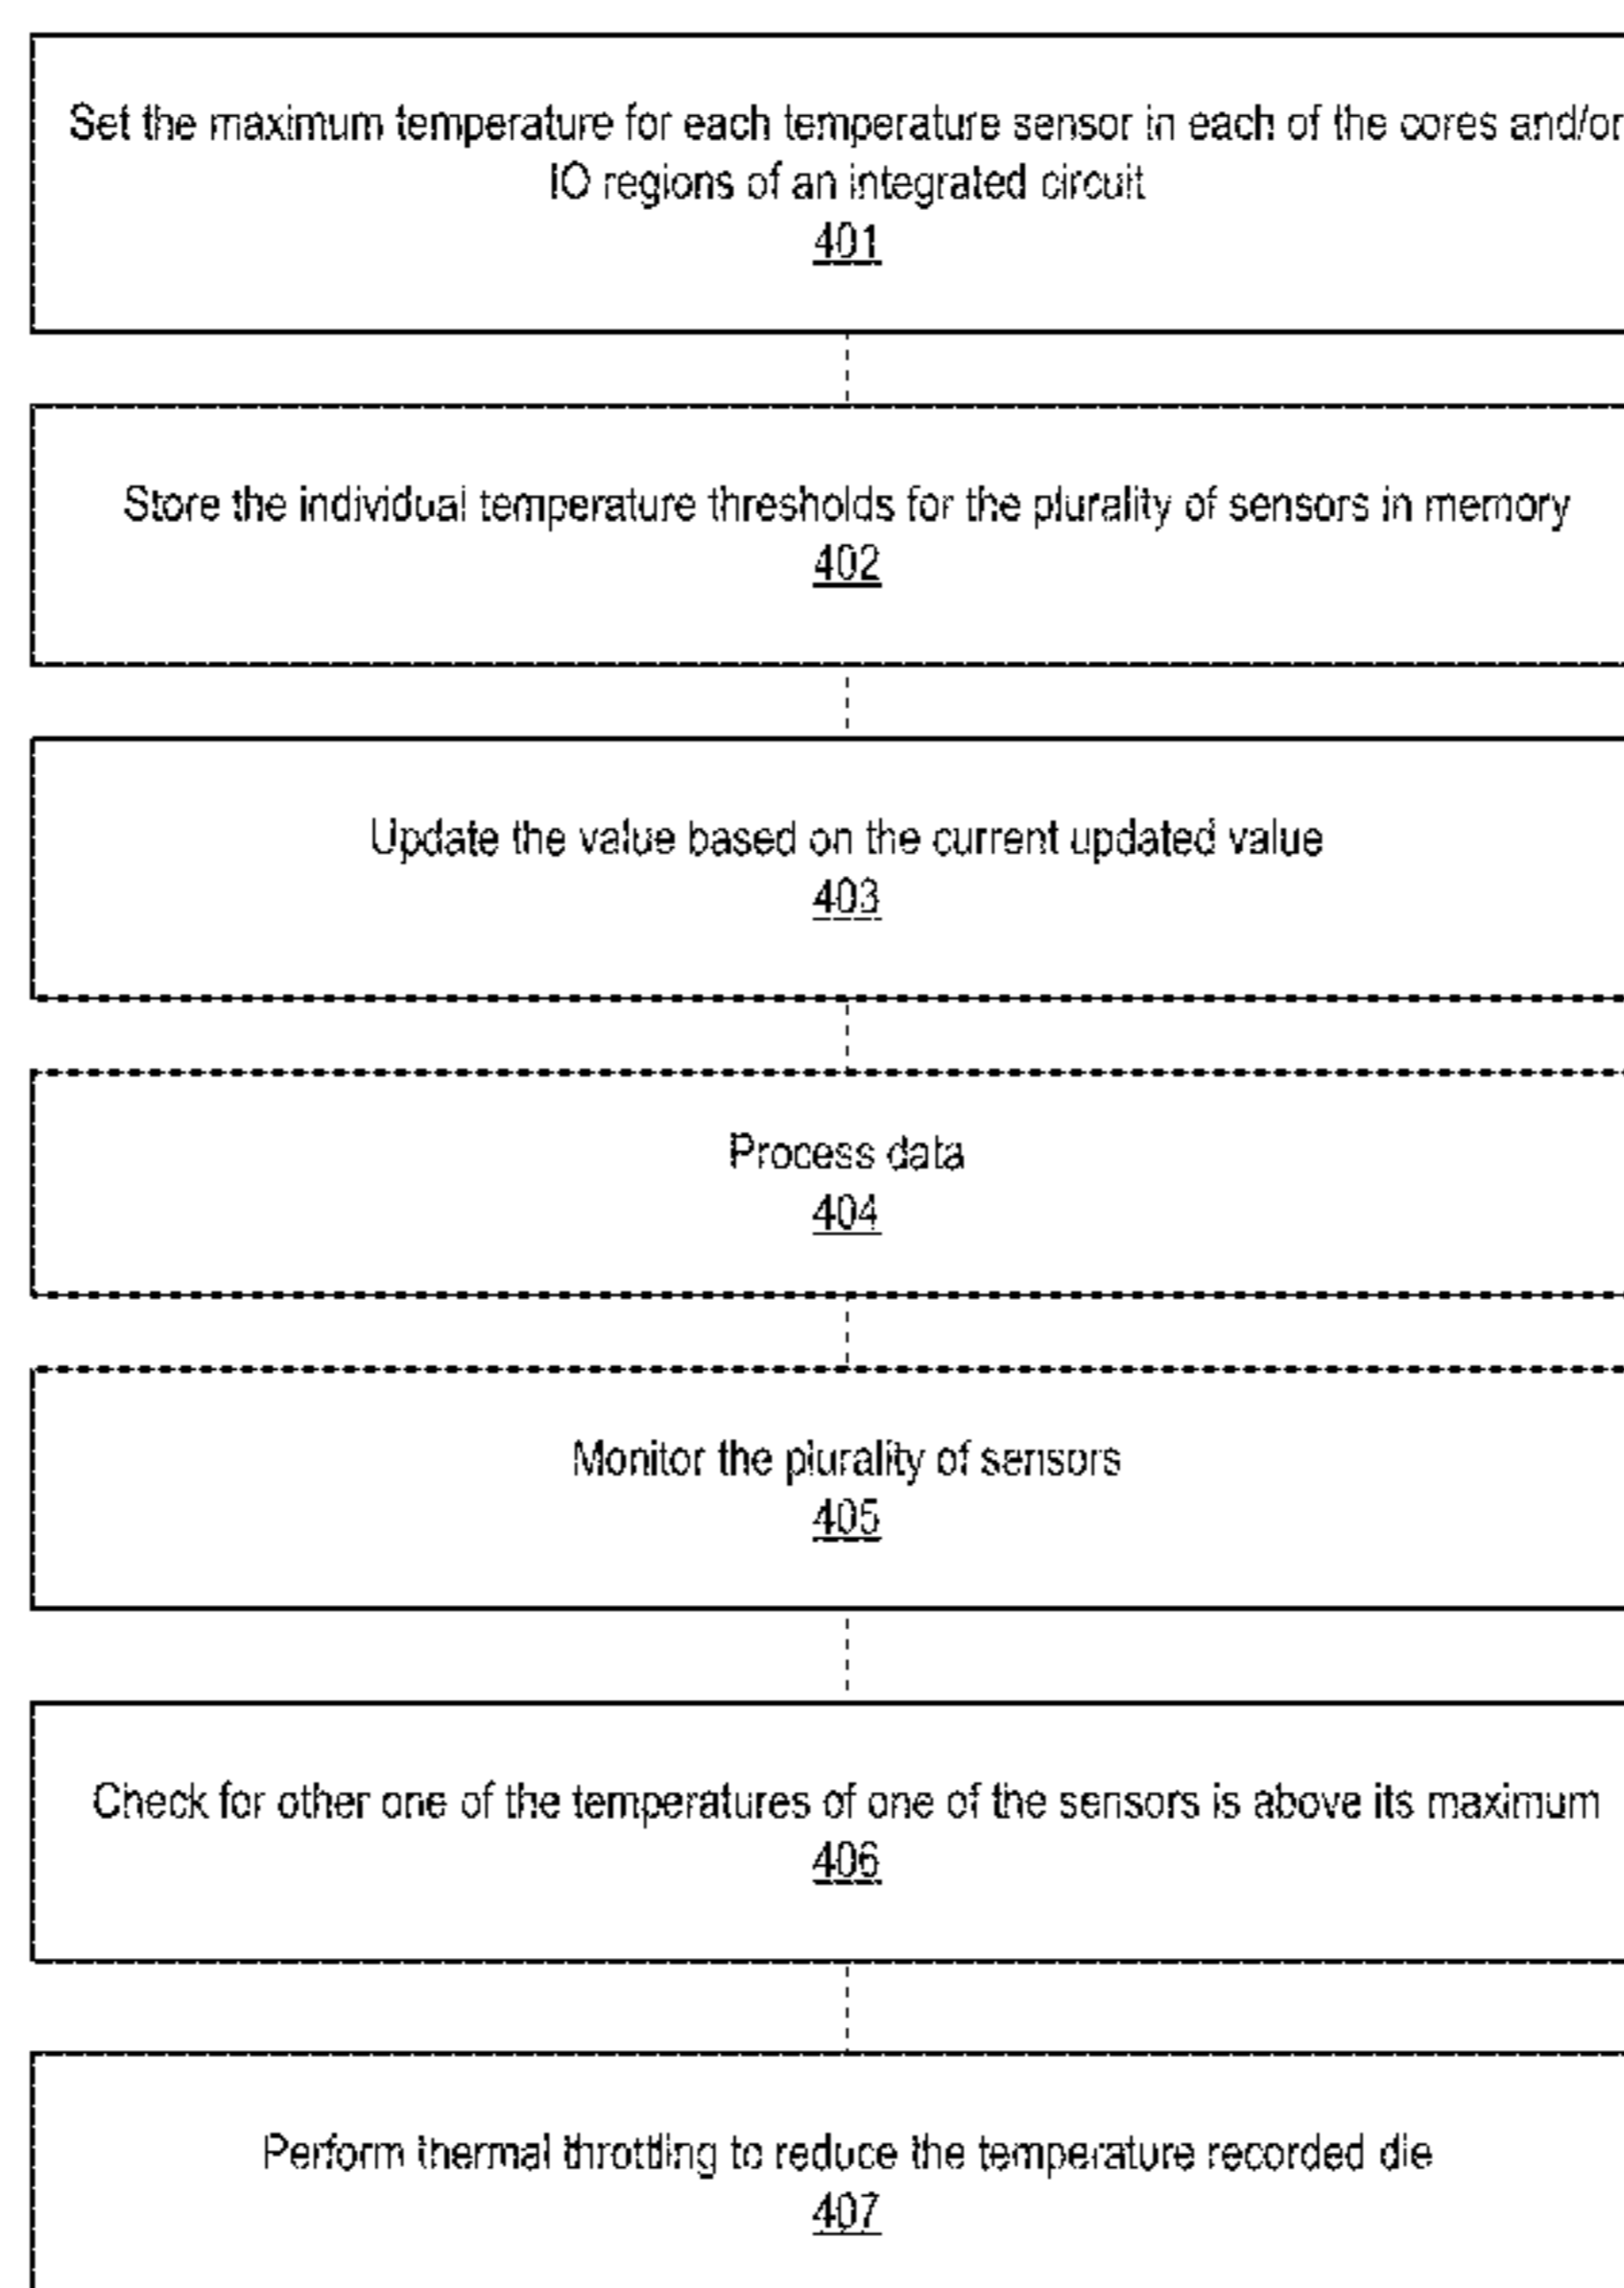 Set the maximum temperature for each temperature sensor in each of the cores and/or
IO regions of an integrated circuit
401
Store the individual temperature thresholds for the plurality of sensors in memory
402
Update the value based on the current updated value
403
Process data
404
Monitor the plurality of sensors
405
Check for other one of the temperatures of one of the sensors is above its maximum
406
Perform thermal throttling to reduce the temperature recorded die
407